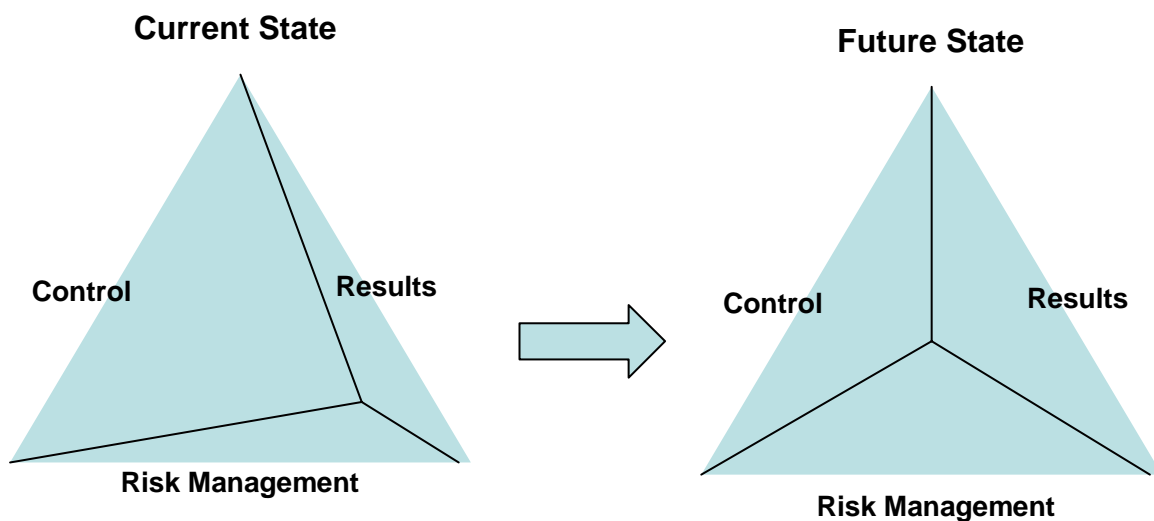 Current State
Future State
Control
Results
Control
Results
Risk Management
Risk Management